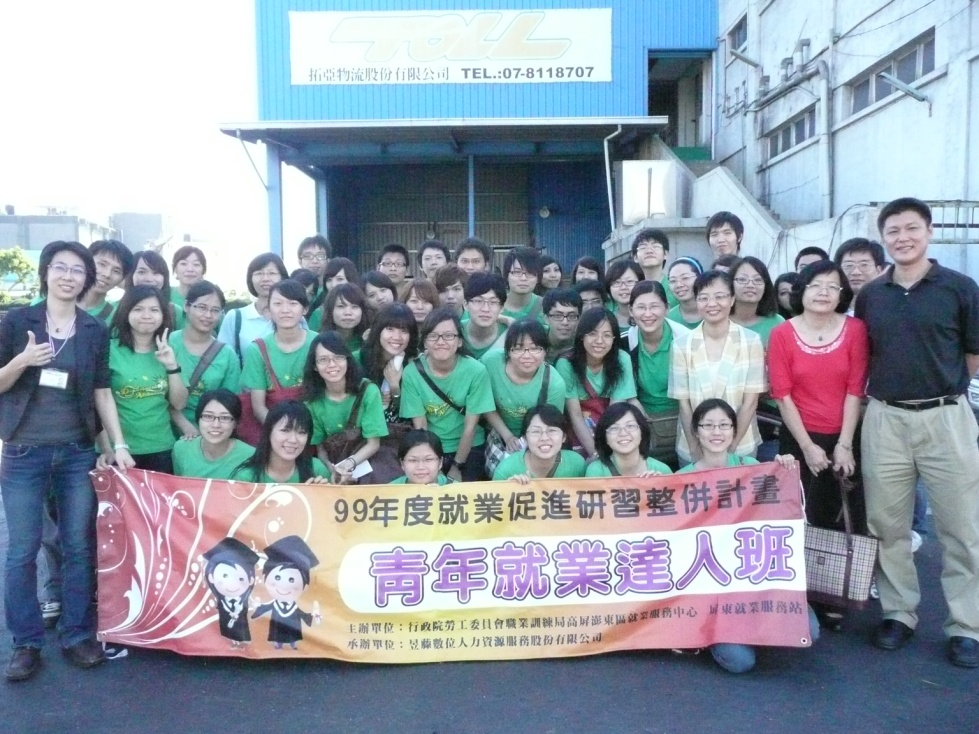 TOLL
拓亞物流股份有限公司 TEL.:07-8118707
99年度就業促進研習整併計畫
青年就業達人班
主辦單位：行政院勞工委員會職業訓練局高屏澎東區就業服務中心 屏東就業服務站
承辦單位：昱藤數位人力資源服務股份有限公司